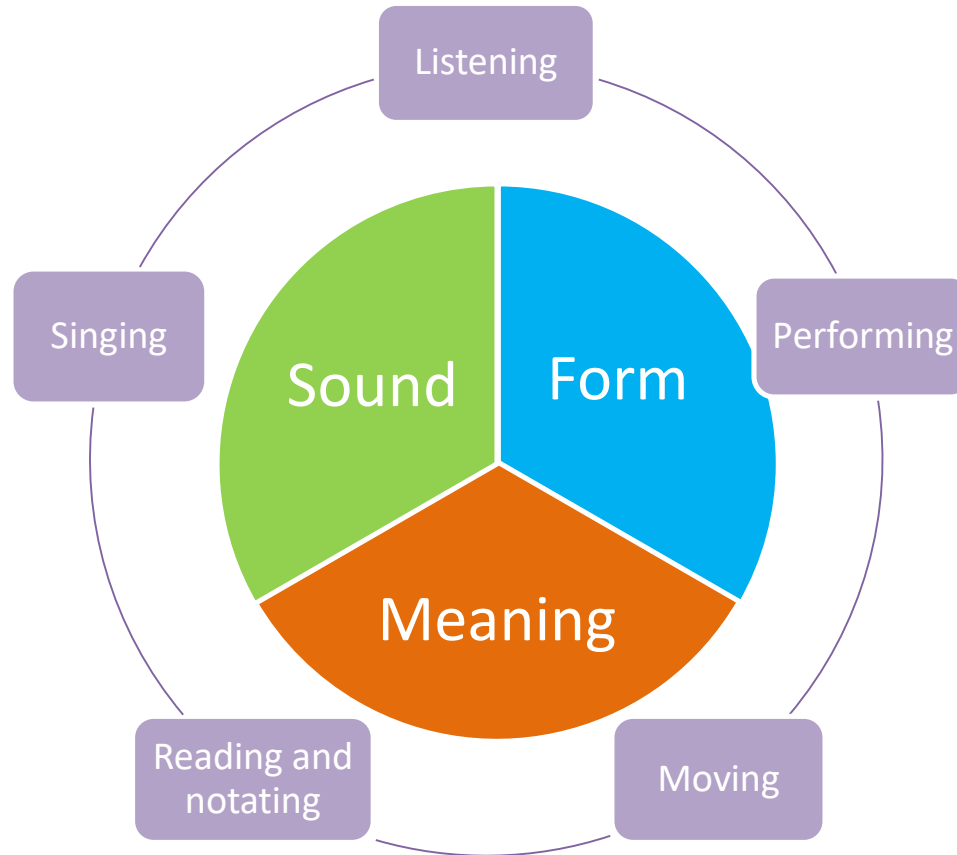 Listening
Singing
Performing
Sound
Form
Meaning
Reading and
notating
Moving